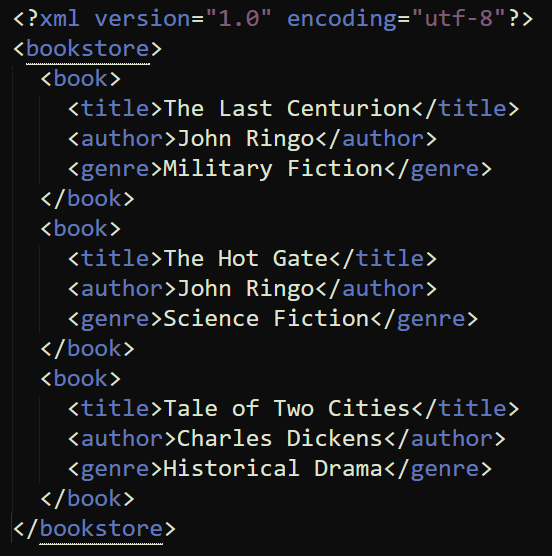 <?xml version="1.0" encoding="utf-8"?>
<bookstore>
<book>
<title>The Last Centurion</title>
<author>John Ringo</author>
<genre>Military Fiction</genre>
</book>
<book>
<title>The Hot Gate</title>
<author>John Ringo</author>
<genre>Science Fiction</genre>
</book>
<book>
<title>Tale of Two Cities</title>
<author>Charles Dickens</author>
<genre>Historical Drama</genre>
</book>
</bookstore>